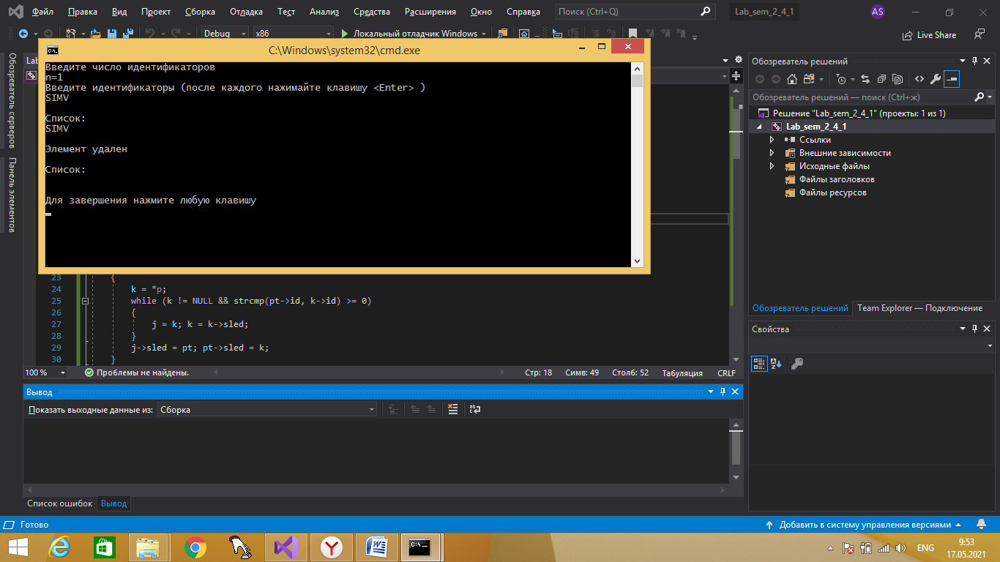 Файл Правка Вид Проект Сборка Отладка Тест Анализ Средства Расширения Окно Справка Поиск (Ctrl+Q) Lab_sem_2_4_1 AS
Debug x86 Локальный отладчик Windows Live Share
C:\Windows\system32\cmd.exe
Введите число идентификаторов
n=1
Введите идентификаторы (после каждого нажимайте клавишу <Enter> )
SIMV
Список:
SIMV
Элемент удален
Список:
Для завершения нажмите любую клавишу
Обозреватель серверов
Панель элементов
Lab
23 {
24 k = *p;
25 while (k != NULL && strcmp(pt->id, k->id) >= 0)
26 {
27 j = k; k = k->sled;
28 }
29 j->sled = pt; pt->sled = k;
30 }
100 % Проблемы не найдены. Стр: 18 Симв: 49 Столб: 52 Табуляция CRLF
Вывод
Показать выходные данные из: Сборка
Список ошибок Вывод
Обозреватель решений
Обозреватель решений — поиск (Ctrl+ж)
Решение "Lab_sem_2_4_1" (проекты: 1 из 1)
Lab_sem_2_4_1
Ссылки
Внешние зависимости
Исходные файлы
Файлы заголовков
Файлы ресурсов
Обозреватель решений Team Explorer — Подключение
Свойства
Готово Добавить в систему управления версиями
ENG 9:53
17.05.2021